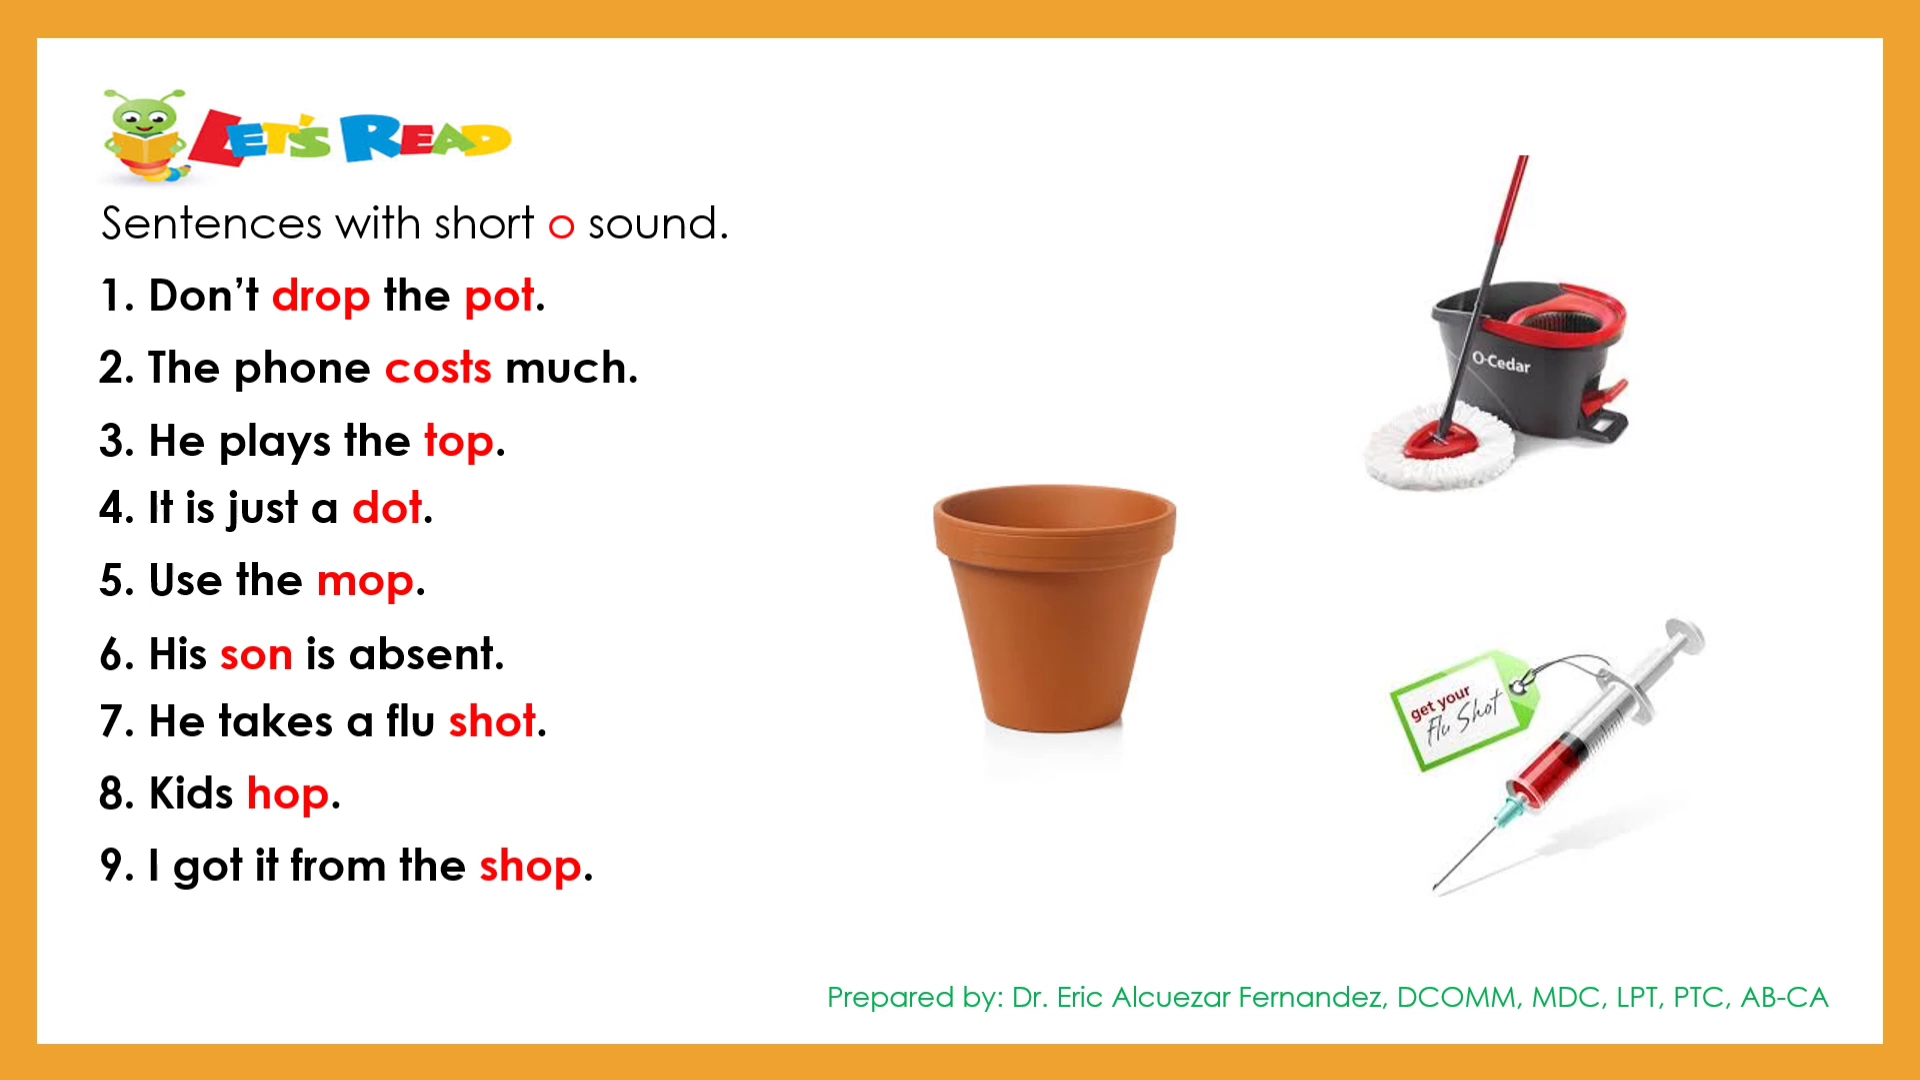 LET'S READ
Sentences with short o sound.
1. Don’t drop the pot.
2. The phone costs much.
3. He plays the top.
4. It is just a dot.
5. Use the mop.
6. His son is absent.
7. He takes a flu shot.
8. Kids hop.
9. I got it from the shop.
O-Cedar
get your
Flu Shot
Prepared by: Dr. Eric Alcuezar Fernandez, DCOMM, MDC, LPT, PTC, AB-CA